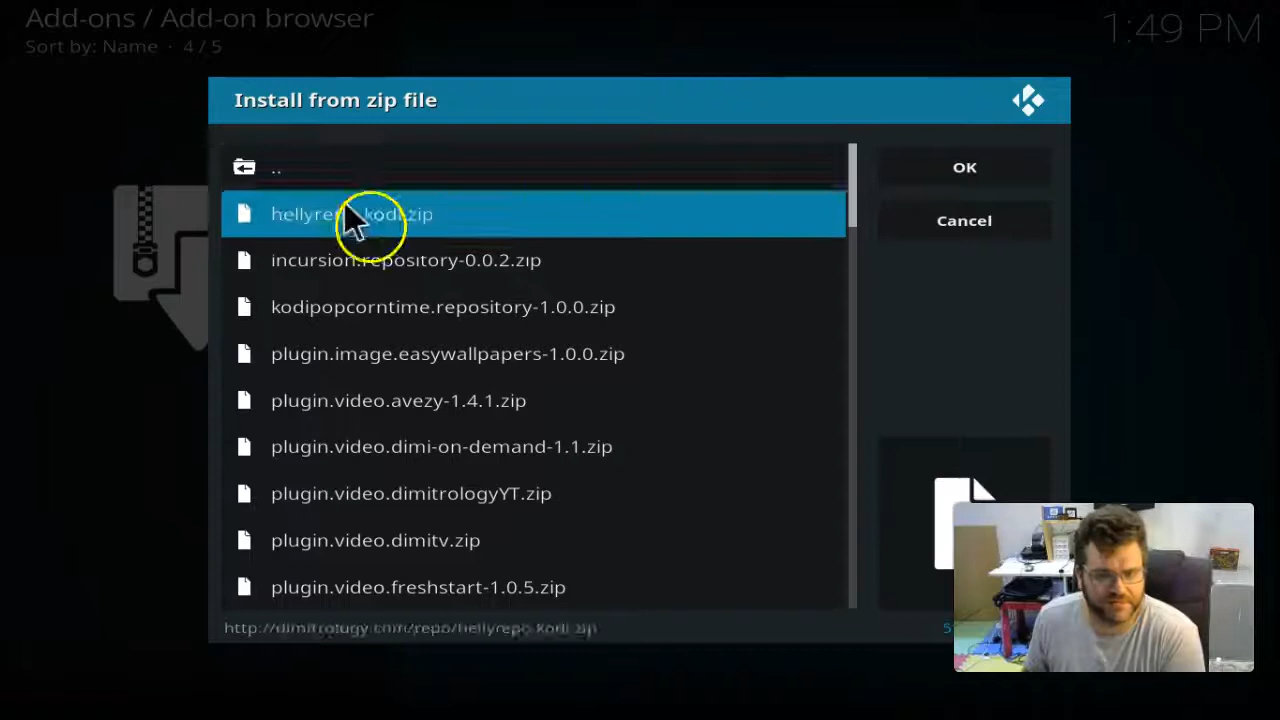 Add-ons / Add-on browser
Sort by: Name · 4 / 5
1:49 PM
Install from zip file
..
OK
Cancel
incursion.repository-0.0.2.zip
kodipopcorntime.repository-1.0.0.zip
plugin.image.easywallpapers-1.0.0.zip
plugin.video.avezy-1.4.1.zip
plugin.video.dimi-on-demand-1.1.zip
plugin.video.dimitrologyYT.zip
plugin.video.dimitv.zip
plugin.video.freshstart-1.0.5.zip